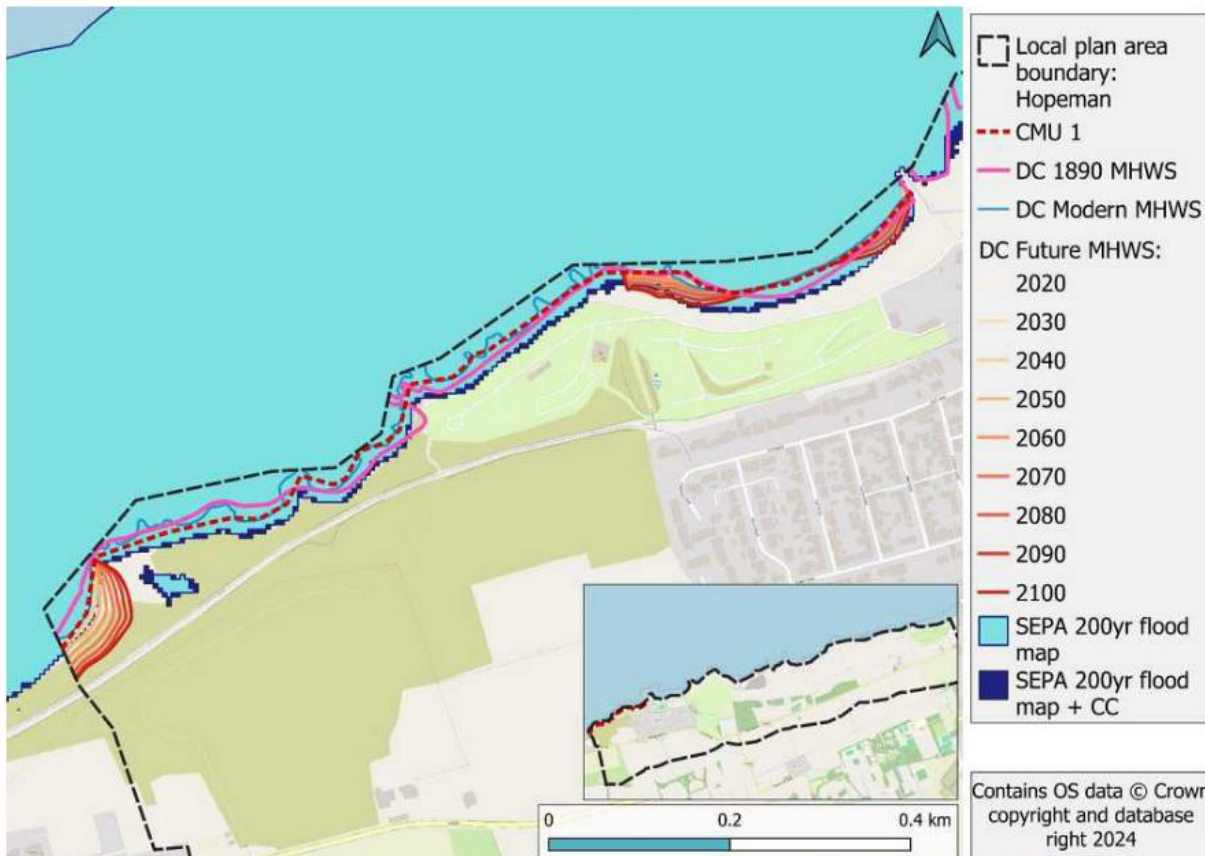 Local plan area
boundary:
Hopeman
CMU 1
DC 1890 MHWS
DC Modern MHWS
DC Future MHWS:
2020
2030
2040
2050
2060
2070
2080
2090
2100
SEPA 200yr flood
map
SEPA 200yr flood
map + CC
0
0.2
0.4 km
Contains OS data © Crown
copyright and database
right 2024